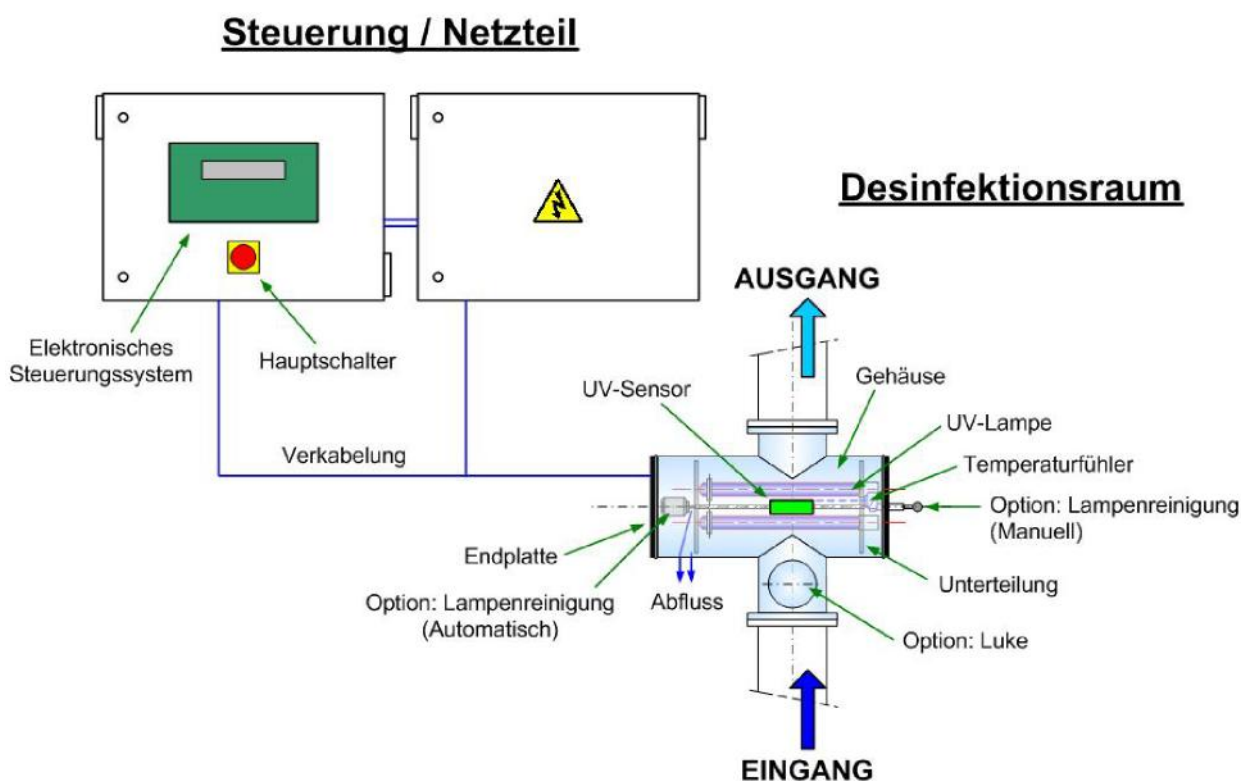 Steuerung / Netzteil
Desinfektionsraum
AUSGANG
Elektronisches
Steuerungssystem
Hauptschalter
UV-Sensor
Gehäuse
UV-Lampe
Verkabelung
Temperaturfühler
Option: Lampenreinigung
(Manuell)
Endplatte
Unterteilung
Option: Lampenreinigung
(Automatisch)
Abfluss
Option: Luke
EINGANG